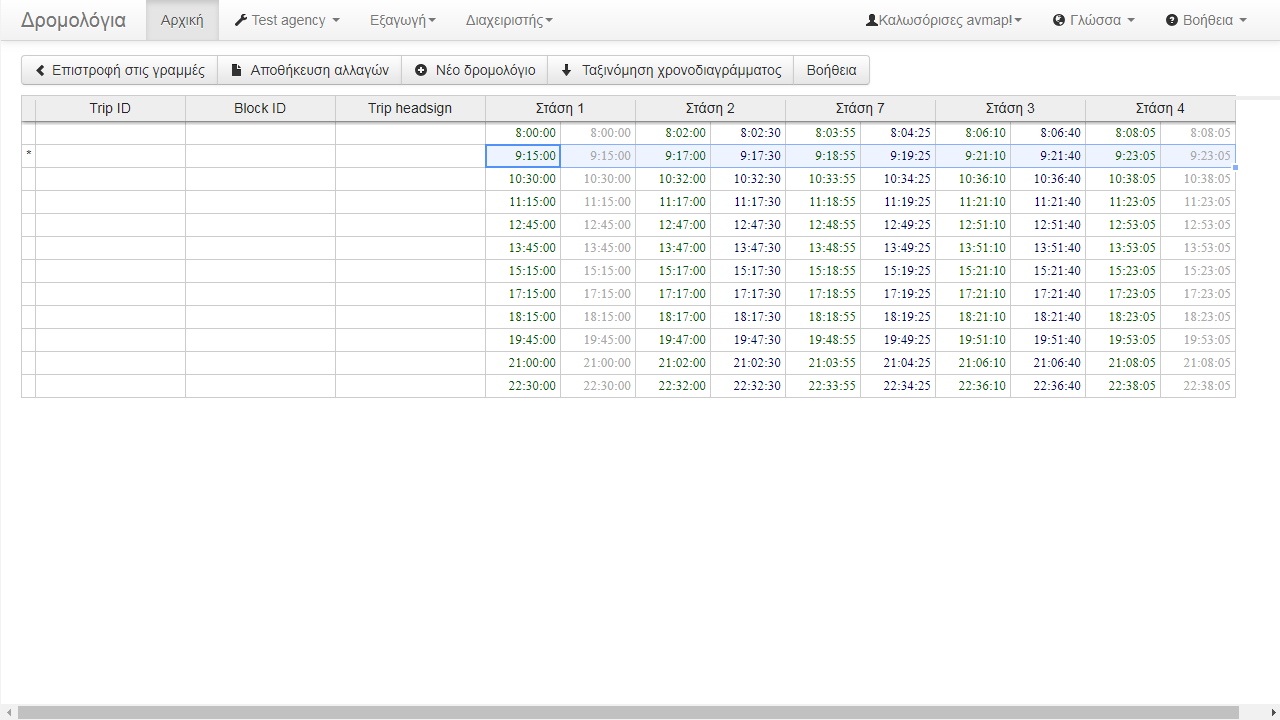 Δρομολόγια Αρχική Test agency Εξαγωγή Διαχειριστής Καλωσόρισες avmap! Γλώσσα Βοήθεια
Επιστροφή στις γραμμές Αποθήκευση αλλαγών Νέο δρομολόγιο Ταξινόμηση χρονοδιαγράμματος Βοήθεια
Trip ID Block ID Trip headsign Στάση 1 Στάση 2 Στάση 7 Στάση 3 Στάση 4
8:00:00 8:00:00 8:02:00 8:02:30 8:03:55 8:04:25 8:06:10 8:06:40 8:08:05 8:08:05
* 9:15:00 9:15:00 9:17:00 9:17:30 9:18:55 9:19:25 9:21:10 9:21:40 9:23:05 9:23:05
10:30:00 10:30:00 10:32:00 10:32:30 10:33:55 10:34:25 10:36:10 10:36:40 10:38:05 10:38:05
11:15:00 11:15:00 11:17:00 11:17:30 11:18:55 11:19:25 11:21:10 11:21:40 11:23:05 11:23:05
12:45:00 12:45:00 12:47:00 12:47:30 12:48:55 12:49:25 12:51:10 12:51:40 12:53:05 12:53:05
13:45:00 13:45:00 13:47:00 13:47:30 13:48:55 13:49:25 13:51:10 13:51:40 13:53:05 13:53:05
15:15:00 15:15:00 15:17:00 15:17:30 15:18:55 15:19:25 15:21:10 15:21:40 15:23:05 15:23:05
17:15:00 17:15:00 17:17:00 17:17:30 17:18:55 17:19:25 17:21:10 17:21:40 17:23:05 17:23:05
18:15:00 18:15:00 18:17:00 18:17:30 18:18:55 18:19:25 18:21:10 18:21:40 18:23:05 18:23:05
19:45:00 19:45:00 19:47:00 19:47:30 19:48:55 19:49:25 19:51:10 19:51:40 19:53:05 19:53:05
21:00:00 21:00:00 21:02:00 21:02:30 21:03:55 21:04:25 21:06:10 21:06:40 21:08:05 21:08:05
22:30:00 22:30:00 22:32:00 22:32:30 22:33:55 22:34:25 22:36:10 22:36:40 22:38:05 22:38:05